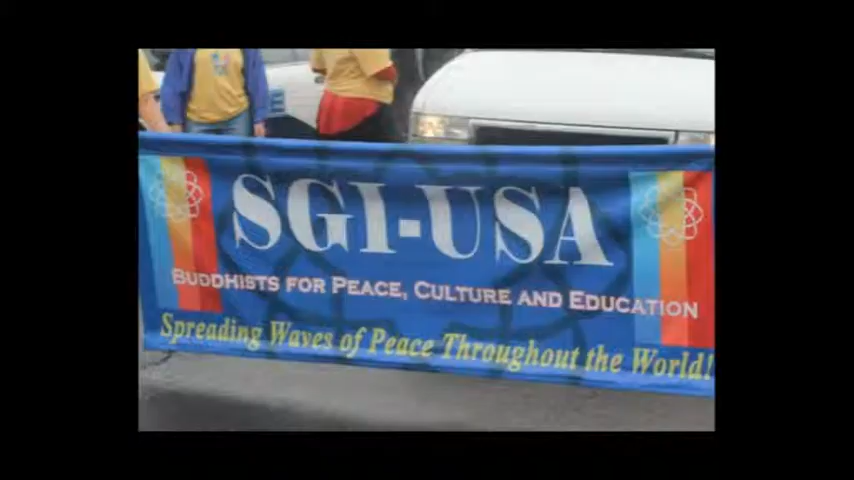 SGI-USA
BUDDHISTS FOR PEACE, CULTURE AND EDUCATION
Spreading Waves of Peace Throughout the World!